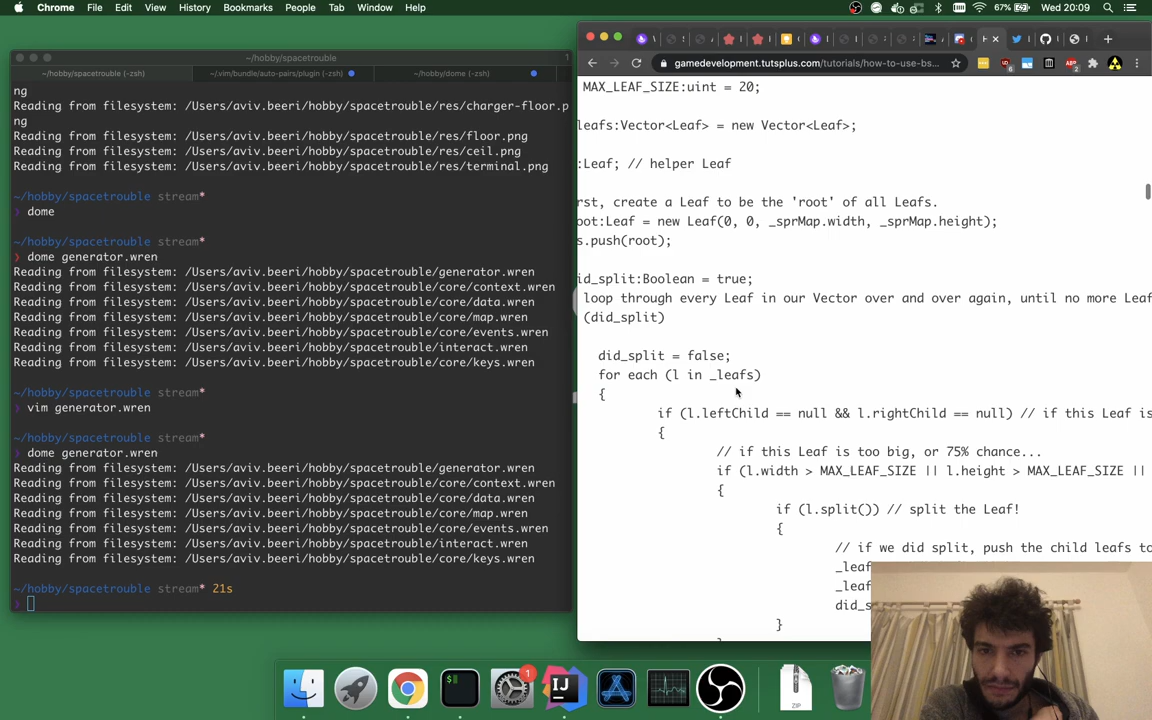 Chrome File Edit View History Bookmarks People Tab Window Help
67% Wed 20:09
~/hobby/spacetrouble
~/hobby/spacetrouble (-zsh) ~/.vim/bundle/auto-pairs/plugin (-zsh) ~/hobby/dome (-zsh)
ng
Reading from filesystem: /Users/aviv.beeri/hobby/spacetrouble/res/charger-floor.p
ng
Reading from filesystem: /Users/aviv.beeri/hobby/spacetrouble/res/floor.png
Reading from filesystem: /Users/aviv.beeri/hobby/spacetrouble/res/ceil.png
Reading from filesystem: /Users/aviv.beeri/hobby/spacetrouble/res/terminal.png
~/hobby/spacetrouble stream*
❯ dome
~/hobby/spacetrouble stream*
❯ dome generator.wren
Reading from filesystem: /Users/aviv.beeri/hobby/spacetrouble/generator.wren
Reading from filesystem: /Users/aviv.beeri/hobby/spacetrouble/core/context.wren
Reading from filesystem: /Users/aviv.beeri/hobby/spacetrouble/core/data.wren
Reading from filesystem: /Users/aviv.beeri/hobby/spacetrouble/core/map.wren
Reading from filesystem: /Users/aviv.beeri/hobby/spacetrouble/core/events.wren
Reading from filesystem: /Users/aviv.beeri/hobby/spacetrouble/interact.wren
Reading from filesystem: /Users/aviv.beeri/hobby/spacetrouble/core/keys.wren
~/hobby/spacetrouble stream*
❯ vim generator.wren
~/hobby/spacetrouble stream*
❯ dome generator.wren
Reading from filesystem: /Users/aviv.beeri/hobby/spacetrouble/generator.wren
Reading from filesystem: /Users/aviv.beeri/hobby/spacetrouble/core/context.wren
Reading from filesystem: /Users/aviv.beeri/hobby/spacetrouble/core/data.wren
Reading from filesystem: /Users/aviv.beeri/hobby/spacetrouble/core/map.wren
Reading from filesystem: /Users/aviv.beeri/hobby/spacetrouble/core/events.wren
Reading from filesystem: /Users/aviv.beeri/hobby/spacetrouble/interact.wren
Reading from filesystem: /Users/aviv.beeri/hobby/spacetrouble/core/keys.wren
~/hobby/spacetrouble stream* 21s
❯
gamedevelopment.tutsplus.com/tutorials/how-to-use-bs...
MAX_LEAF_SIZE:uint = 20;
leafs:Vector<Leaf> = new Vector<Leaf>;
:Leaf; // helper Leaf
rst, create a Leaf to be the 'root' of all Leafs.
oot:Leaf = new Leaf(0, 0, _sprMap.width, _sprMap.height);
s.push(root);
id_split:Boolean = true;
loop through every Leaf in our Vector over and over again, until no more Leaf
(did_split)
did_split = false;
for each (l in _leafs)
{
if (l.leftChild == null && l.rightChild == null) // if this Leaf is
{
// if this Leaf is too big, or 75% chance...
if (l.width > MAX_LEAF_SIZE || l.height > MAX_LEAF_SIZE ||
{
if (l.split()) // split the Leaf!
{
// if we did split, push the child leafs to
_leaf
_leaf
did_s
}
ZIP